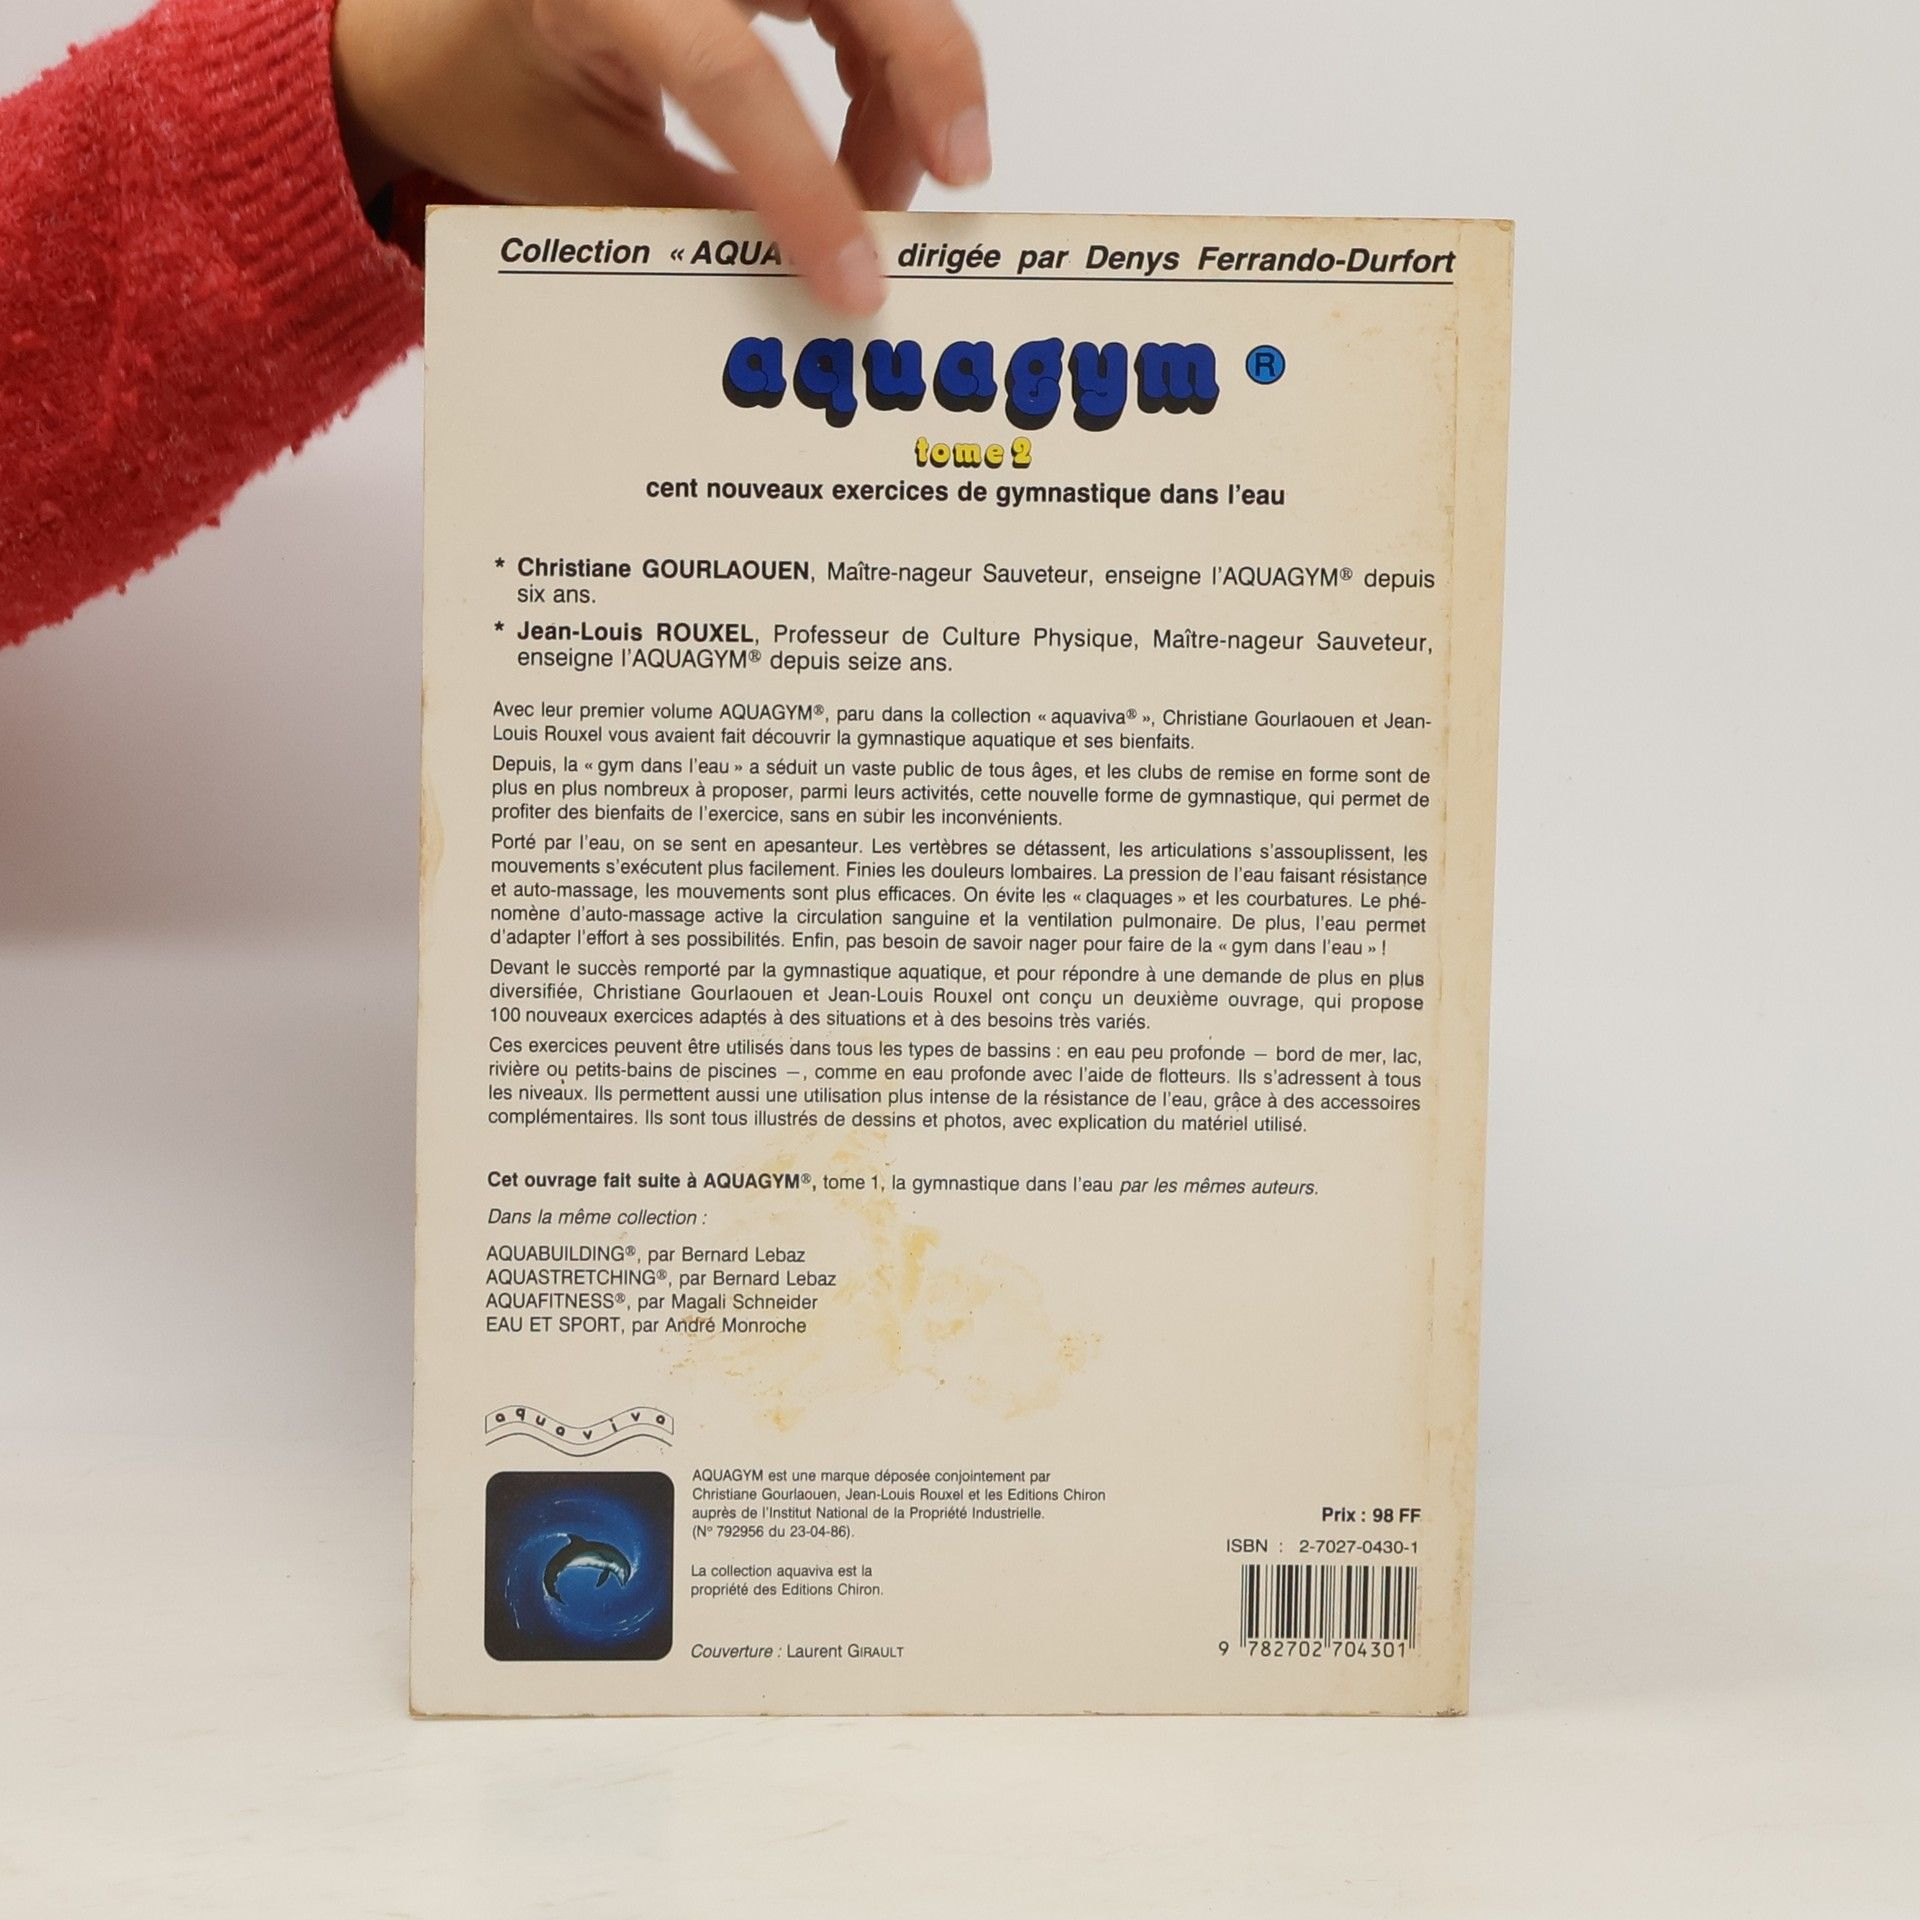 Collection « AQUA dirigée par Denys Ferrando-Durfort
aquagym ®
tome 2
cent nouveaux exercices de gymnastique dans l'eau
* Christiane GOURLAOUEN, Maître-nageur Sauveteur, enseigne l'AQUAGYM® depuis
six ans.
* Jean-Louis ROUXEL, Professeur de Culture Physique, Maître-nageur Sauveteur,
enseigne l'AQUAGYM® depuis seize ans.
Avec leur premier volume AQUAGYM®, paru dans la collection « aquaviva® », Christiane Gourlaouen et Jean-
Louis Rouxel vous avaient fait découvrir la gymnastique aquatique et ses bienfaits.
Depuis, la « gym dans l'eau » a séduit un vaste public de tous âges, et les clubs de remise en forme sont de
plus en plus nombreux à proposer, parmi leurs activités, cette nouvelle forme de gymnastique, qui permet de
profiter des bienfaits de l'exercice, sans en subir les inconvénients.
Porté par l'eau, on se sent en apesanteur. Les vertèbres se détassent, les articulations s'assouplissent, les
mouvements s'exécutent plus facilement. Finies les douleurs lombaires. La pression de l'eau faisant résistance
et auto-massage, les mouvements sont plus efficaces. On évite les « claquages » et les courbatures. Le phé-
nomène d'auto-massage active la circulation sanguine et la ventilation pulmonaire. De plus, l'eau permet
d'adapter l'effort à ses possibilités. Enfin, pas besoin de savoir nager pour faire de la « gym dans l'eau » !
Devant le succès remporté par la gymnastique aquatique, et pour répondre à une demande de plus en plus
diversifiée, Christiane Gourlaouen et Jean-Louis Rouxel ont conçu un deuxième ouvrage, qui propose
100 nouveaux exercices adaptés à des situations et à des besoins très variés.
Ces exercices peuvent être utilisés dans tous les types de bassins : en eau peu profonde — bord de mer, lac,
rivière ou petits-bains de piscines —, comme en eau profonde avec l'aide de flotteurs. Ils s'adressent à tous
les niveaux. Ils permettent aussi une utilisation plus intense de la résistance de l'eau, grâce à des accessoires
complémentaires. Ils sont tous illustrés de dessins et photos, avec explication du matériel utilisé.
Cet ouvrage fait suite à AQUAGYM®, tome 1, la gymnastique dans l'eau par les mêmes auteurs.
Dans la même collection :
AQUABUILDING®, par Bernard Lebaz
AQUASTRETCHING®, par Bernard Lebaz
AQUAFITNESS®, par Magali Schneider
EAU ET SPORT, par André Monroche
aquaviva
AQUAGYM est une marque déposée conjointement par
Christiane Gourlaouen, Jean-Louis Rouxel et les Editions Chiron
auprès de l'Institut National de la Propriété Industrielle.
(N° 792956 du 23-04-86).
La collection aquaviva est la
propriété des Editions Chiron.
Couverture : Laurent GIRAULT
Prix : 98 FF
ISBN : 2-7027-0430-1
9 782702 704301